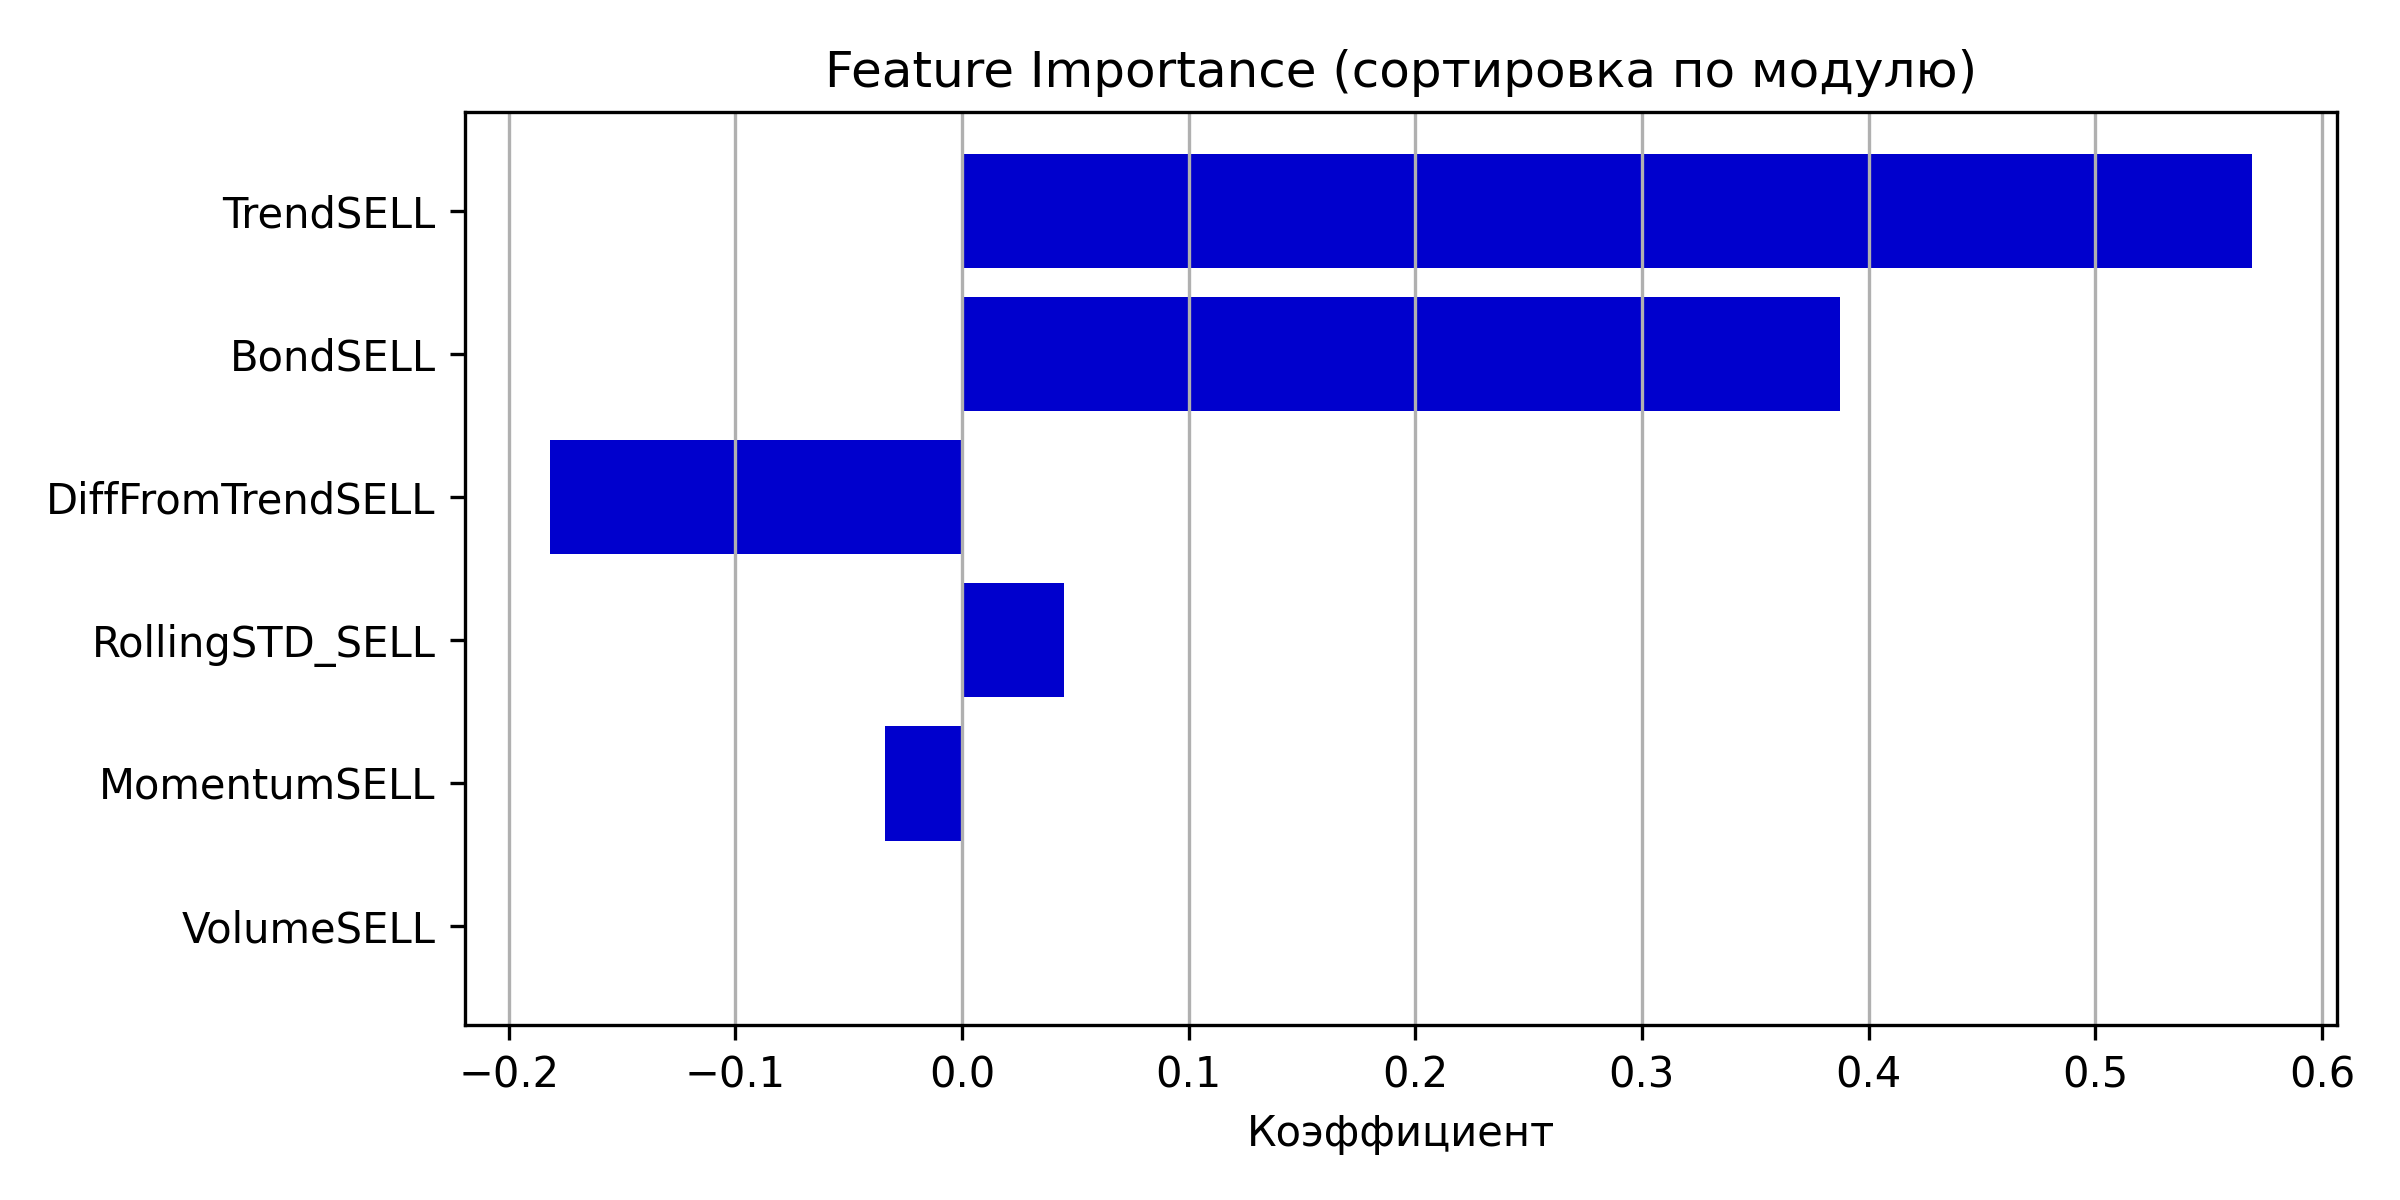 Feature Importance (сортировка по модулю)
TrendSELL
BondSELL
DiffFromTrendSELL
RollingSTD_SELL
MomentumSELL
VolumeSELL
−0.2 −0.1 0.0 0.1 0.2 0.3 0.4 0.5 0.6
Коэффициент